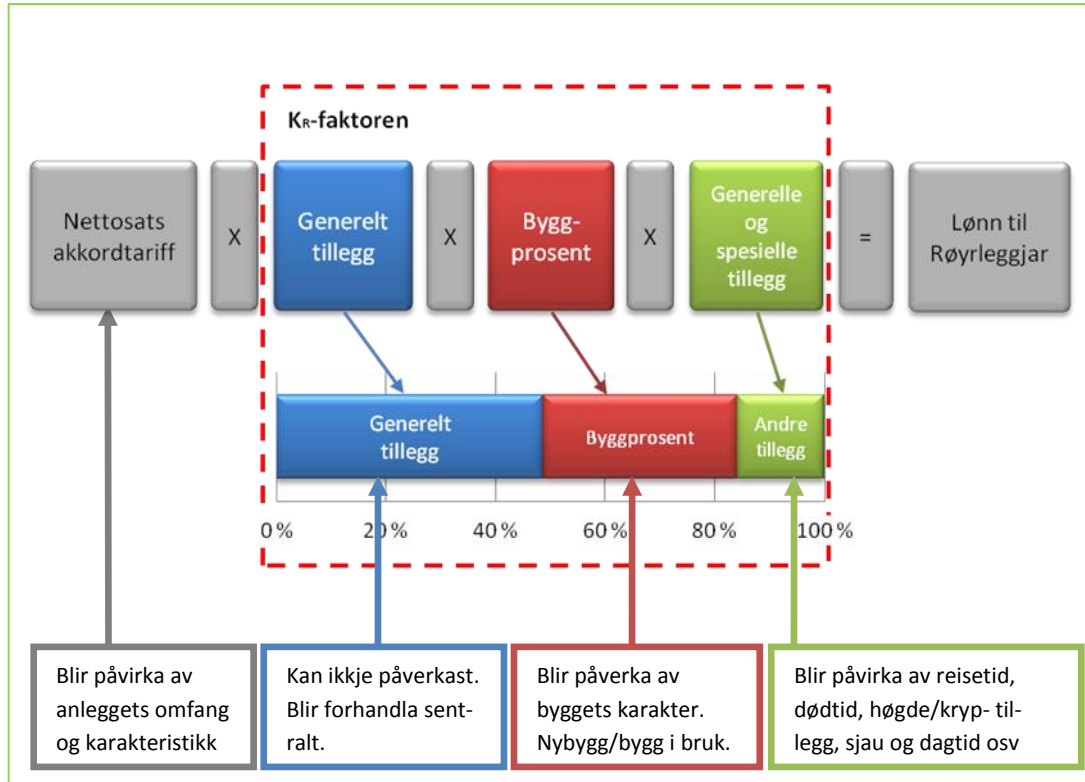 KR-faktoren
Nettosats
akkordtariff
X
Generelt
tillegg
X
Bygg-
prosent
X
Generelle
og
spesielle
tillegg
=
Lønn til
Røyrleggjar
Generelt
tillegg
Byggprosent
Andre
tillegg
0 %
20 %
40 %
60 %
80 %
100 %
Blir påvirka av
anleggets omfang
og karakteristikk
Kan ikkje påverkast.
Blir forhandla sent-
ralt.
Blir påverka av
byggets karakter.
Nybygg/bygg i bruk.
Blir påvirka av reisetid,
dødtid, høgde/kryp- til-
legg, sjau og dagtid osv